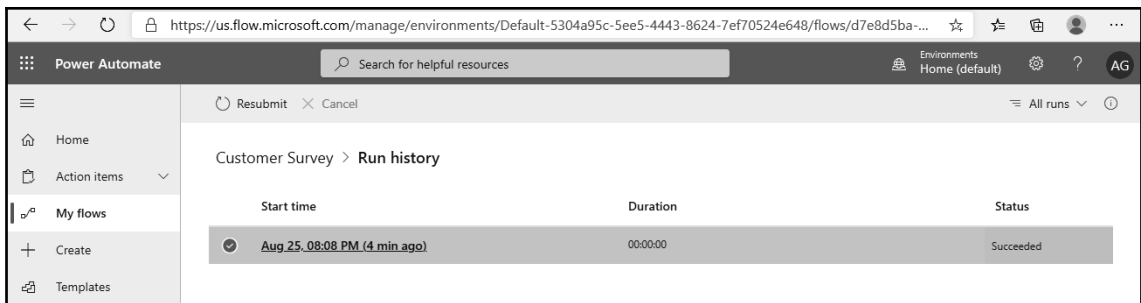 https://us.flow.microsoft.com/manage/environments/Default-5304a95c-5ee5-4443-8624-7ef70524e648/flows/d7e8d5ba-...
Power Automate
Search for helpful resources
Environments
Home (default)
?
AG
Resubmit
Cancel
All runs
Home
Action items
My flows
Create
Templates
Customer Survey > Run history
Start time Duration Status
Aug 25, 08:08 PM (4 min ago) 00:00:00 Succeeded